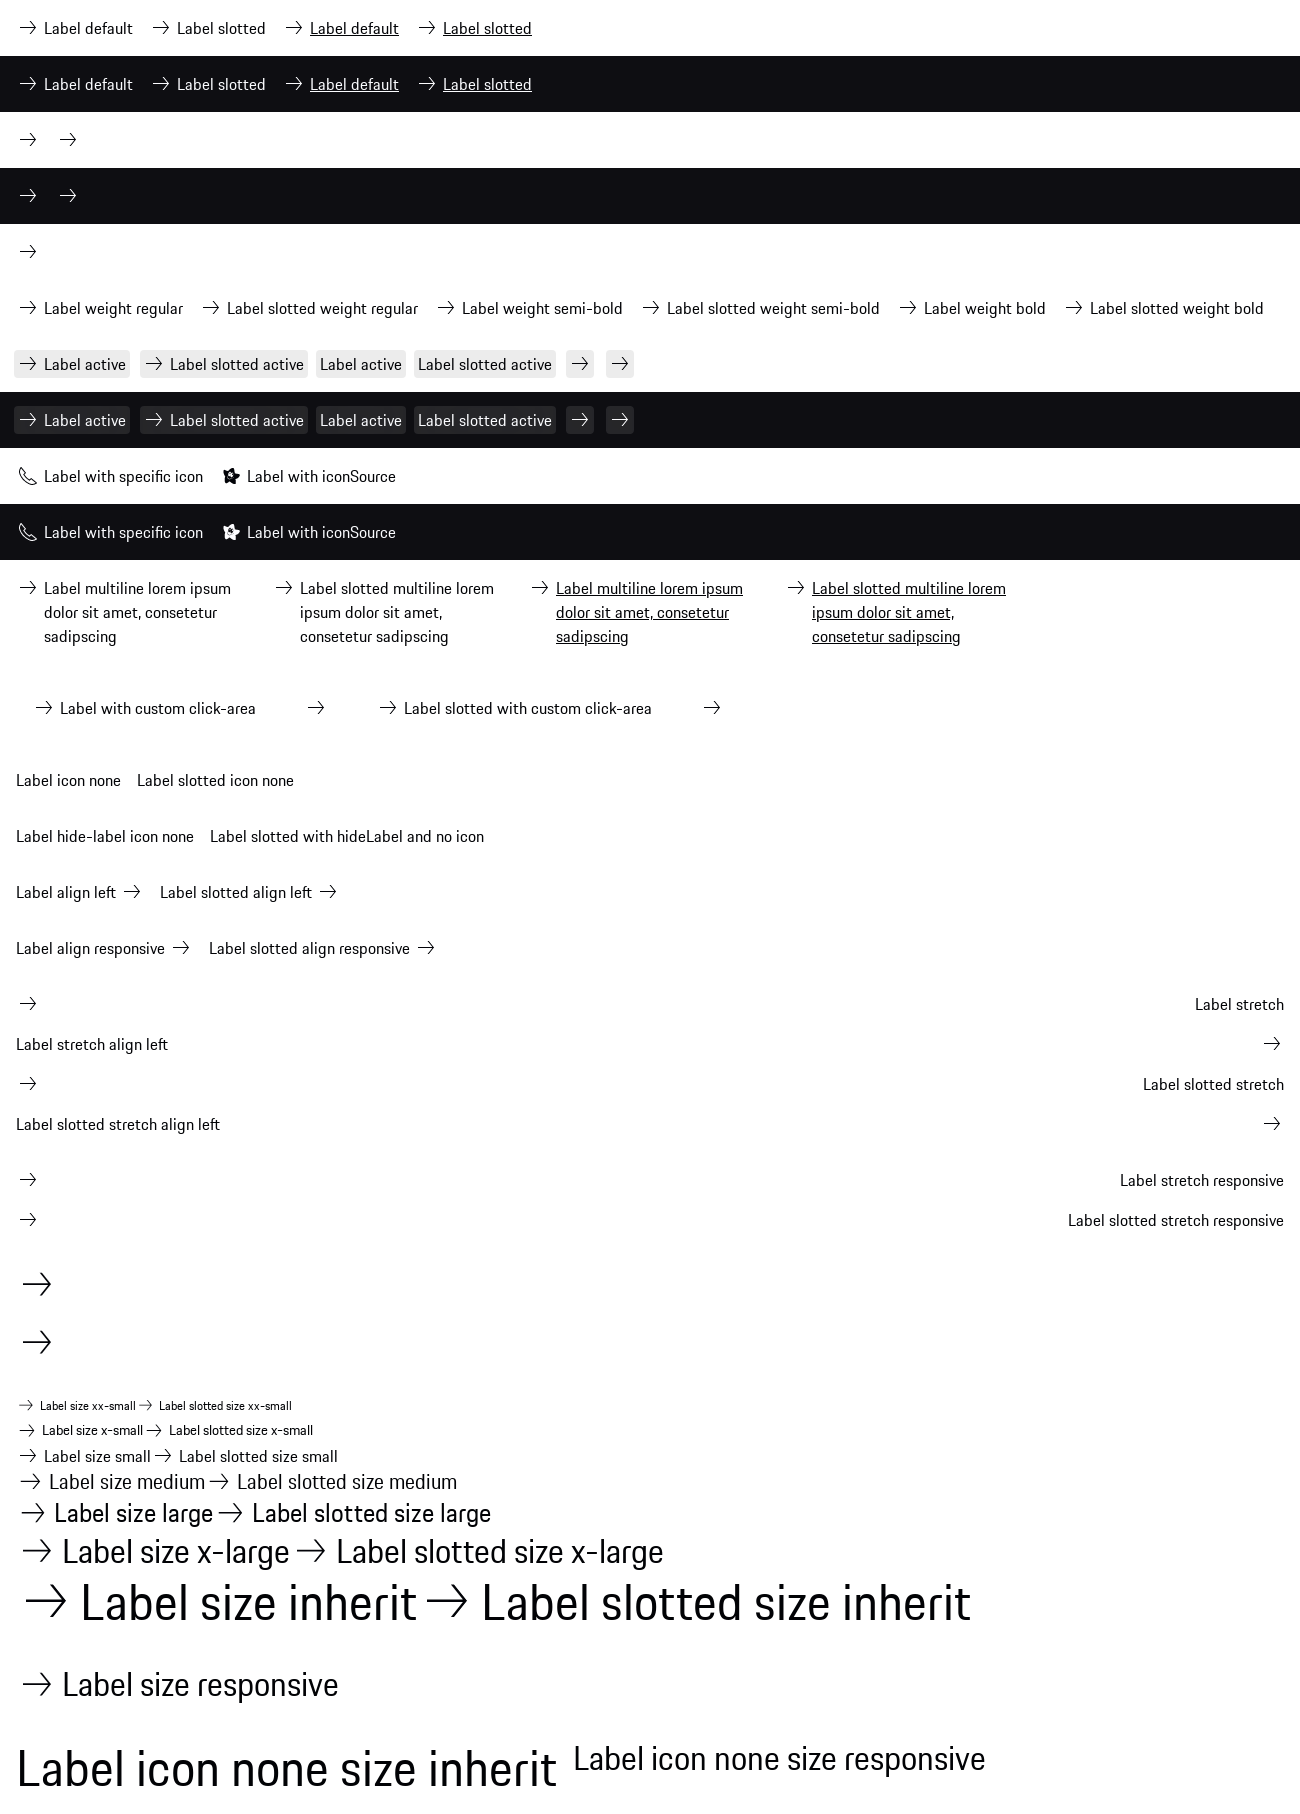 Label default Label slotted Label default Label slotted
Label default Label slotted Label default Label slotted
Label weight regular Label slotted weight regular Label weight semi-bold Label slotted weight semi-bold Label weight bold Label slotted weight bold
Label active Label slotted active Label active Label slotted active
Label active Label slotted active Label active Label slotted active
Label with specific icon Label with iconSource
Label with specific icon Label with iconSource
Label multiline lorem ipsum
dolor sit amet, consetetur
sadipscing
Label slotted multiline lorem
ipsum dolor sit amet,
consetetur sadipscing
Label multiline lorem ipsum
dolor sit amet, consetetur
sadipscing
Label slotted multiline lorem
ipsum dolor sit amet,
consetetur sadipscing
Label with custom click-area Label slotted with custom click-area
Label icon none Label slotted icon none
Label hide-label icon none Label slotted with hideLabel and no icon
Label align left Label slotted align left
Label align responsive Label slotted align responsive
Label stretch
Label stretch align left
Label slotted stretch
Label slotted stretch align left
Label stretch responsive
Label slotted stretch responsive
Label size xx-small Label slotted size xx-small
Label size x-small Label slotted size x-small
Label size small Label slotted size small
Label size medium Label slotted size medium
Label size large Label slotted size large
Label size x-large Label slotted size x-large
Label size inherit Label slotted size inherit
Label size responsive
Label icon none size inherit Label icon none size responsive